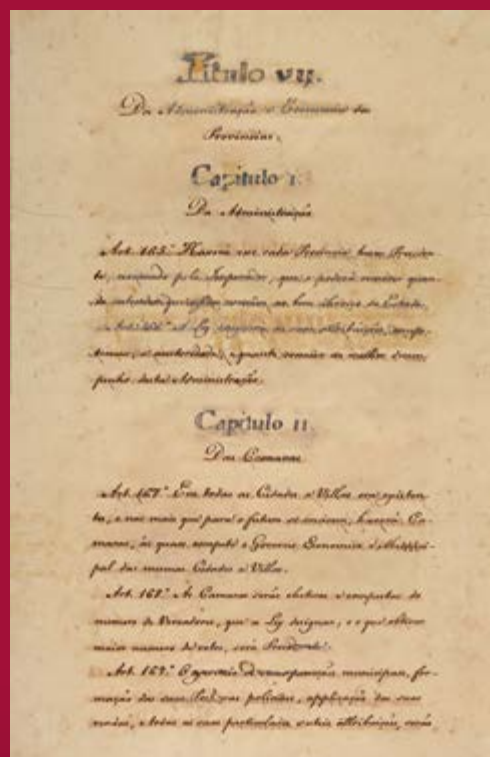 Titulo VII.
Da Administração e Economia das
Provincias.
Capitulo I.
Da Administração
Art. 165.º Haverá em cada Provincia hum Presiden-
te, nomeado pelo Imperador, que o poderá remover quan-
do entender que assim convém ao bom serviço do Estado.
Art. 166.º A Ley designará as suas attribuições, compe-
tencia, e autoridade, e quanto convier ao melhor desem-
penho desta Administração.
Capitulo II.
Das Camaras
Art. 167.º Em todas as Cidades e Villas ora existen-
tes, e nas mais que para o futuro se crearem, haverá Ca-
maras, ás quaes compete o Governo Economico e Munici-
pal das mesmas Cidades e Villas.
Art. 168.º As Camaras serão electivas e compostas do
numero de Vereadores, que a Ley designar, e o que obtiver
maior numero de votos, será Presidente.
Art. 169.º O exercicio de suas funcções municipaes, for-
mação das suas Posturas policiaes, applicação das suas
rendas, e todas as suas particulares e uteis attribuições, serão